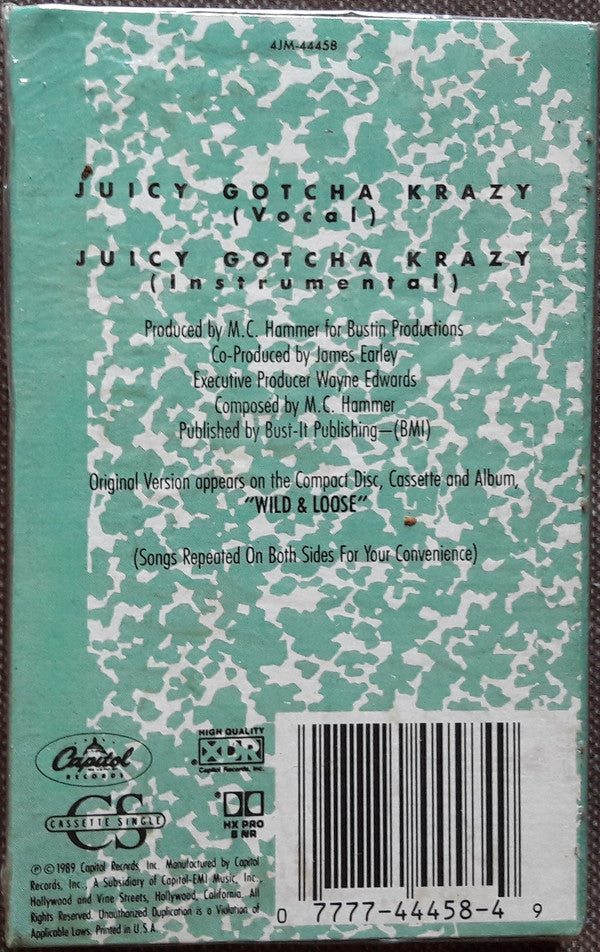 4JM-44458
JUICY GOTCHA KRAZY
(Vocal)
JUICY GOTCHA KRAZY
(Instrumental)
Produced by M.C. Hammer for Bustin Productions
Co-Produced by James Earley
Executive Producer Wayne Edwards
Composed by M.C. Hammer
Published by Bust-It Publishing—(BMI)
Original Version appears on the Compact Disc, Cassette and Album,
"WILD & LOOSE"
(Songs Repeated On Both Sides For Your Convenience)
Capitol
RECORDS
HIGH QUALITY
XDR
Capitol Records, Inc.
CS
CASSETTE SINGLE
HX PRO
B NR
℗ © 1989 Capitol Records, Inc. Manufactured by Capitol
Records, Inc., A Subsidiary of Capitol-EMI Music, Inc.,
Hollywood and Vine Streets, Hollywood, California. All
Rights Reserved. Unauthorized Duplication is a Violation of
Applicable Laws. Printed in U.S.A.
0 7777-44458-4 9